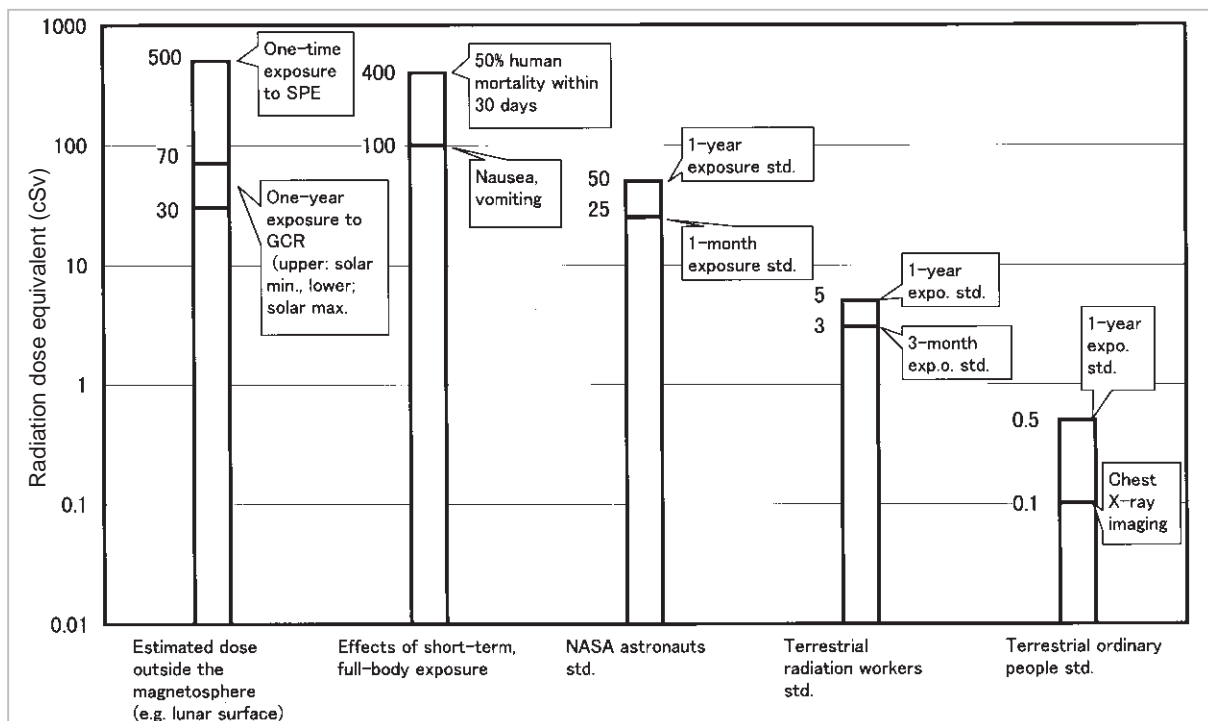 Radiation dose equivalent (cSv)
1000
100
10
1
0.1
0.01
500
70
30
One-time
exposure
to SPE
One-year
exposure to
GCR
(upper: solar
min., lower;
solar max.
400
100
50% human
mortality within
30 days
Nausea,
vomiting
50
25
1-year
exposure std.
1-month
exposure std.
5
3
1-year
expo. std.
3-month
exp.o. std.
0.5
0.1
1-year
expo.
std.
Chest
X-ray
imaging
Estimated dose
outside the
magnetosphere
(e.g. lunar surface)
Effects of short-term,
full-body exposure
NASA astronauts
std.
Terrestrial
radiation workers
std.
Terrestrial ordinary
people std.